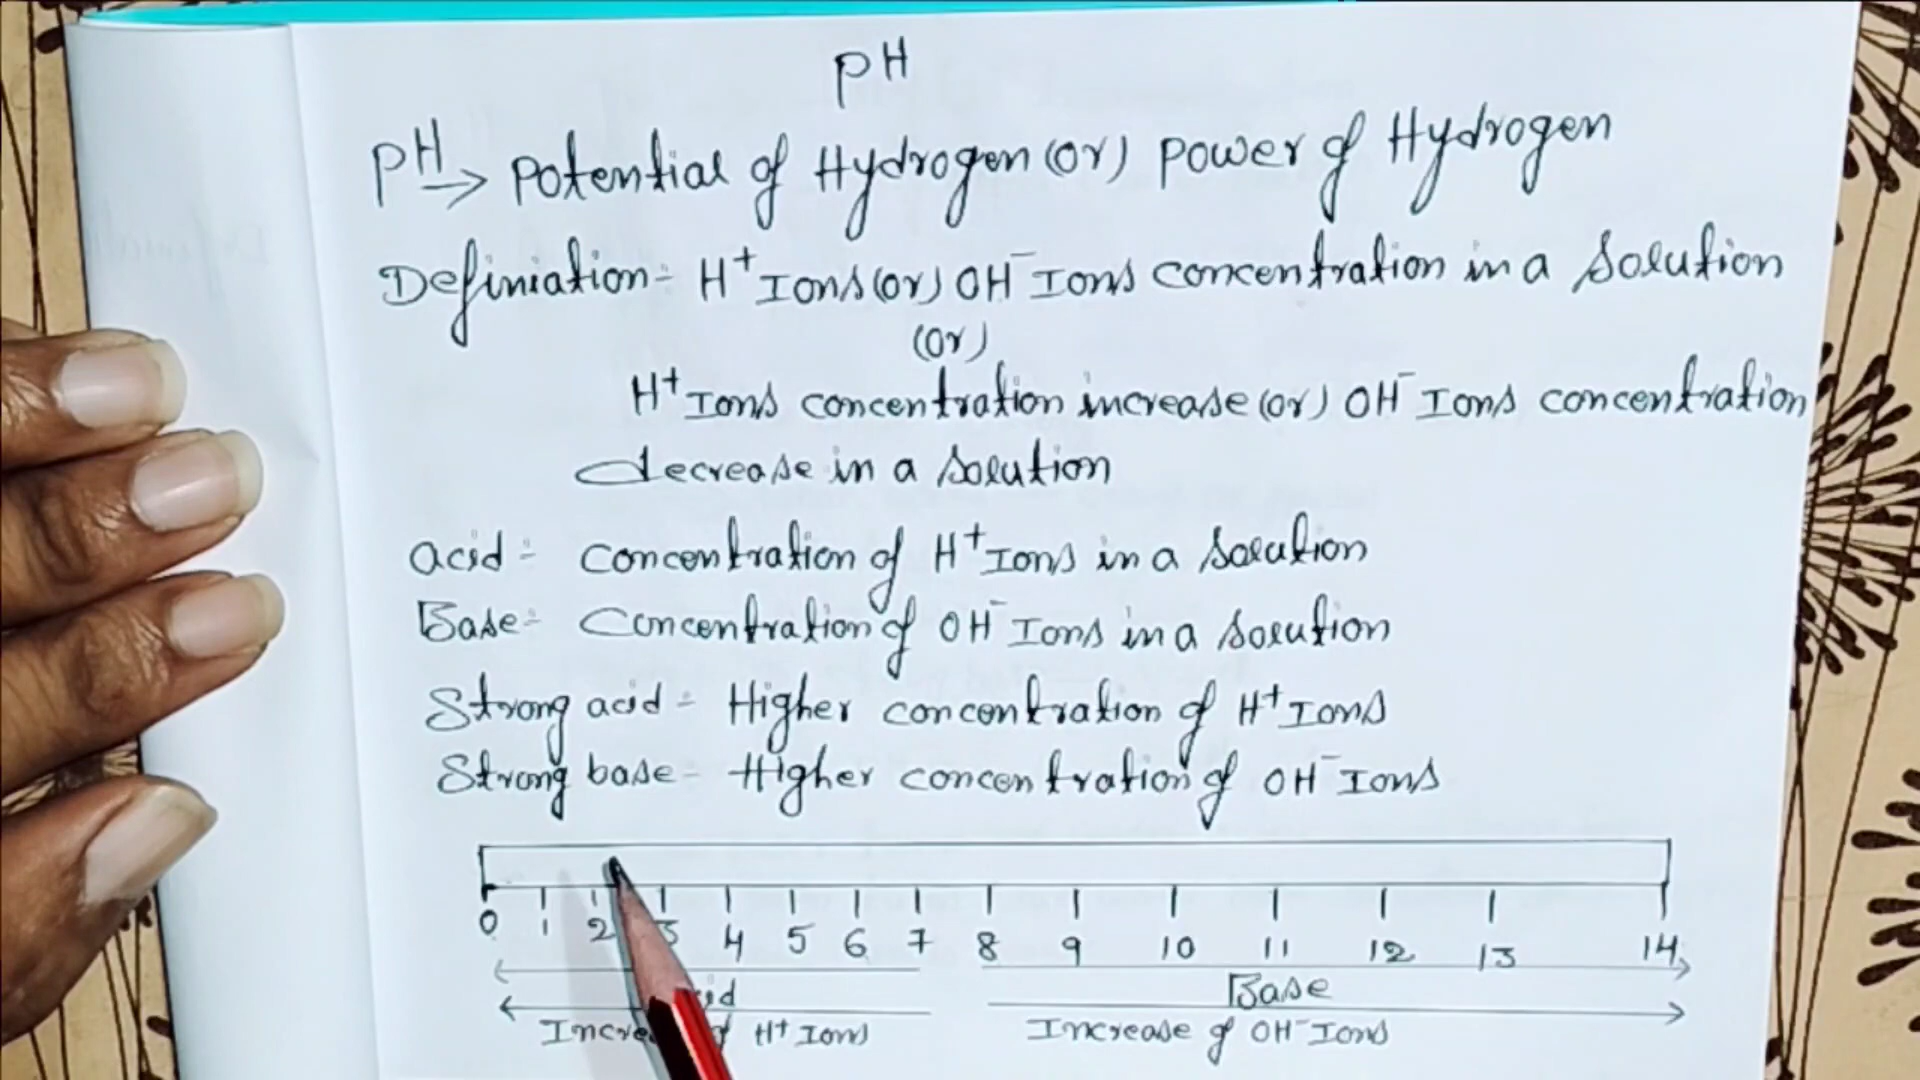 PH
PH→ Potential of Hydrogen (or) Power of Hydrogen
Definiation- H⁺ Ions (or) OH⁻ Ions concentration in a solution
(or)
H⁺ Ions concentration increase (or) OH⁻ Ions concentration
decrease in a solution
acid- Concentration of H⁺ Ions in a solution
Base- Concentration of OH⁻ Ions in a solution
Strong acid- Higher concentration of H⁺ Ions
Strong base- Higher concentration of OH⁻ Ions
0 1 2 3 4 5 6 7 8 9 10 11 12 13 14
Base
H⁺ Ions Increase of OH⁻ Ions